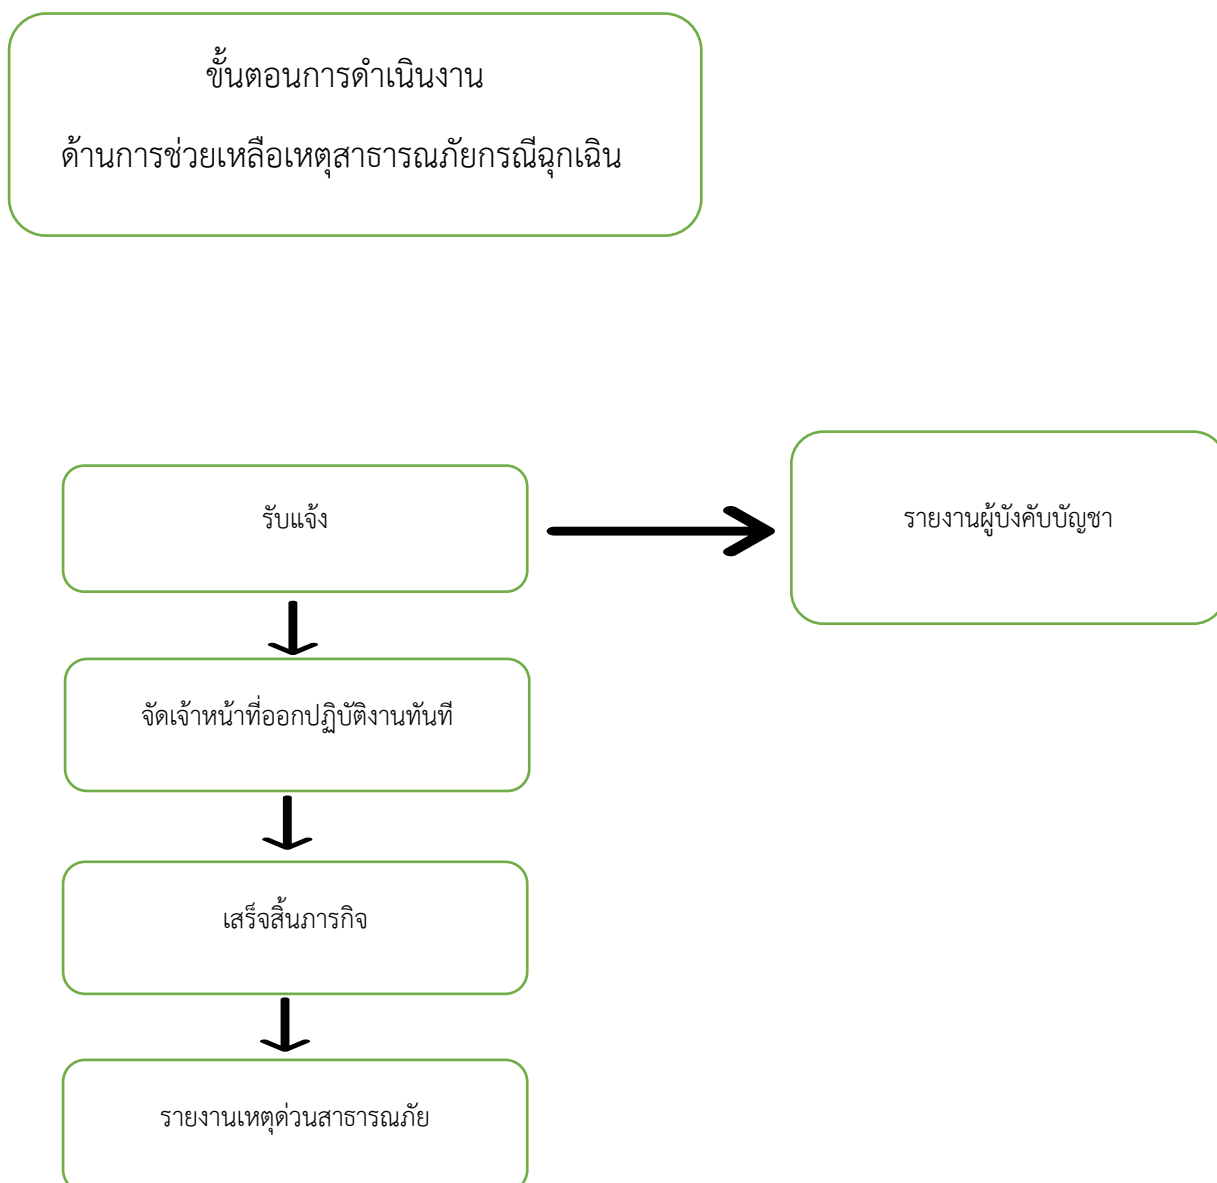 ขั้นตอนการดำเนินงาน
ด้านการช่วยเหลือเหตุสาธารณภัยกรณีฉุกเฉิน
รับแจ้ง
รายงานผู้บังคับบัญชา
จัดเจ้าหน้าที่ออกปฏิบัติงานทันที
เสร็จสิ้นภารกิจ
รายงานเหตุด่วนสาธารณภัย